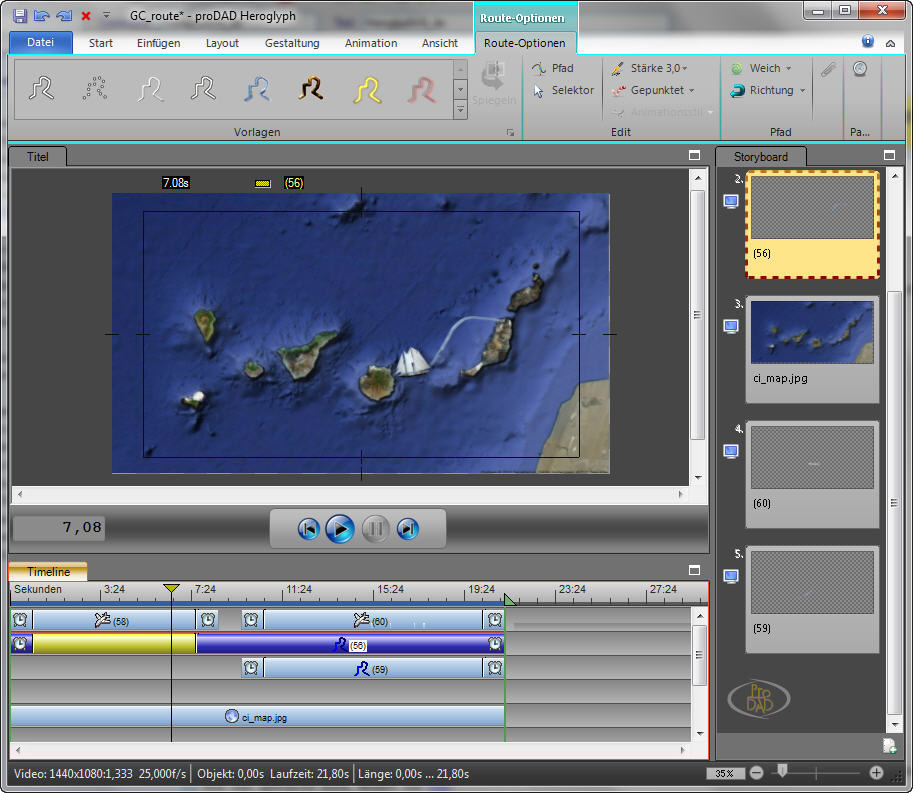 GC_route* - proDAD Heroglyph
Route-Optionen
Datei Start Einfügen Layout Gestaltung Animation Ansicht Route-Optionen
Spiegeln
Pfad
Selektor
Stärke 3,0
Gepunktet
Animationsstil
Weich
Richtung
Vorlagen Edit Pfad Pa...
Titel
7.08s (56)
7,08
Storyboard
2.
(56)
3.
ci_map.jpg
4.
(60)
5.
(59)
PRO DAD
Timeline
Sekunden 3:24 7:24 11:24 15:24 19:24 23:24 27:24
(58) (60)
(56)
(59)
ci_map.jpg
Video: 1440x1080:1,333 25,000f/s Objekt: 0,00s Laufzeit: 21,80s Länge: 0,00s ... 21,80s
35%